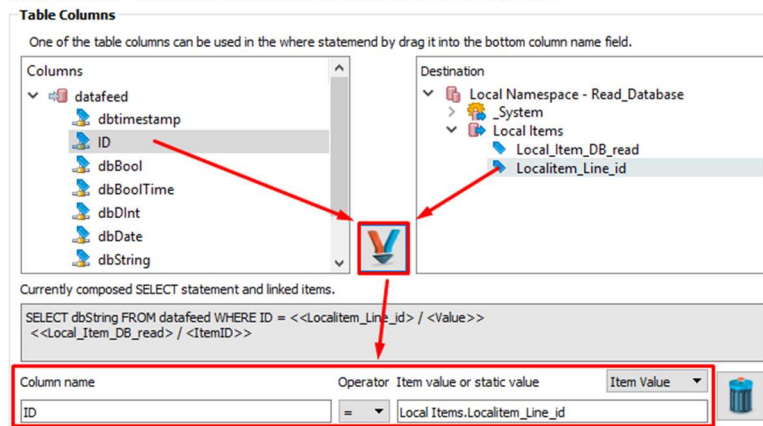 Table Columns
One of the table columns can be used in the where statemend by drag it into the bottom column name field.
Columns
datafeed
dbtimestamp
ID
dbBool
dbBoolTime
dbDInt
dbDate
dbString
Destination
Local Namespace - Read_Database
_System
Local Items
Local_Item_DB_read
Localitem_Line_id
Currently composed SELECT statement and linked items.
SELECT dbString FROM datafeed WHERE ID = <<Localitem_Line_id> / <Value>>
<<Local_Item_DB_read> / <ItemID>>
Column name Operator Item value or static value Item Value
ID = Local Items.Localitem_Line_id